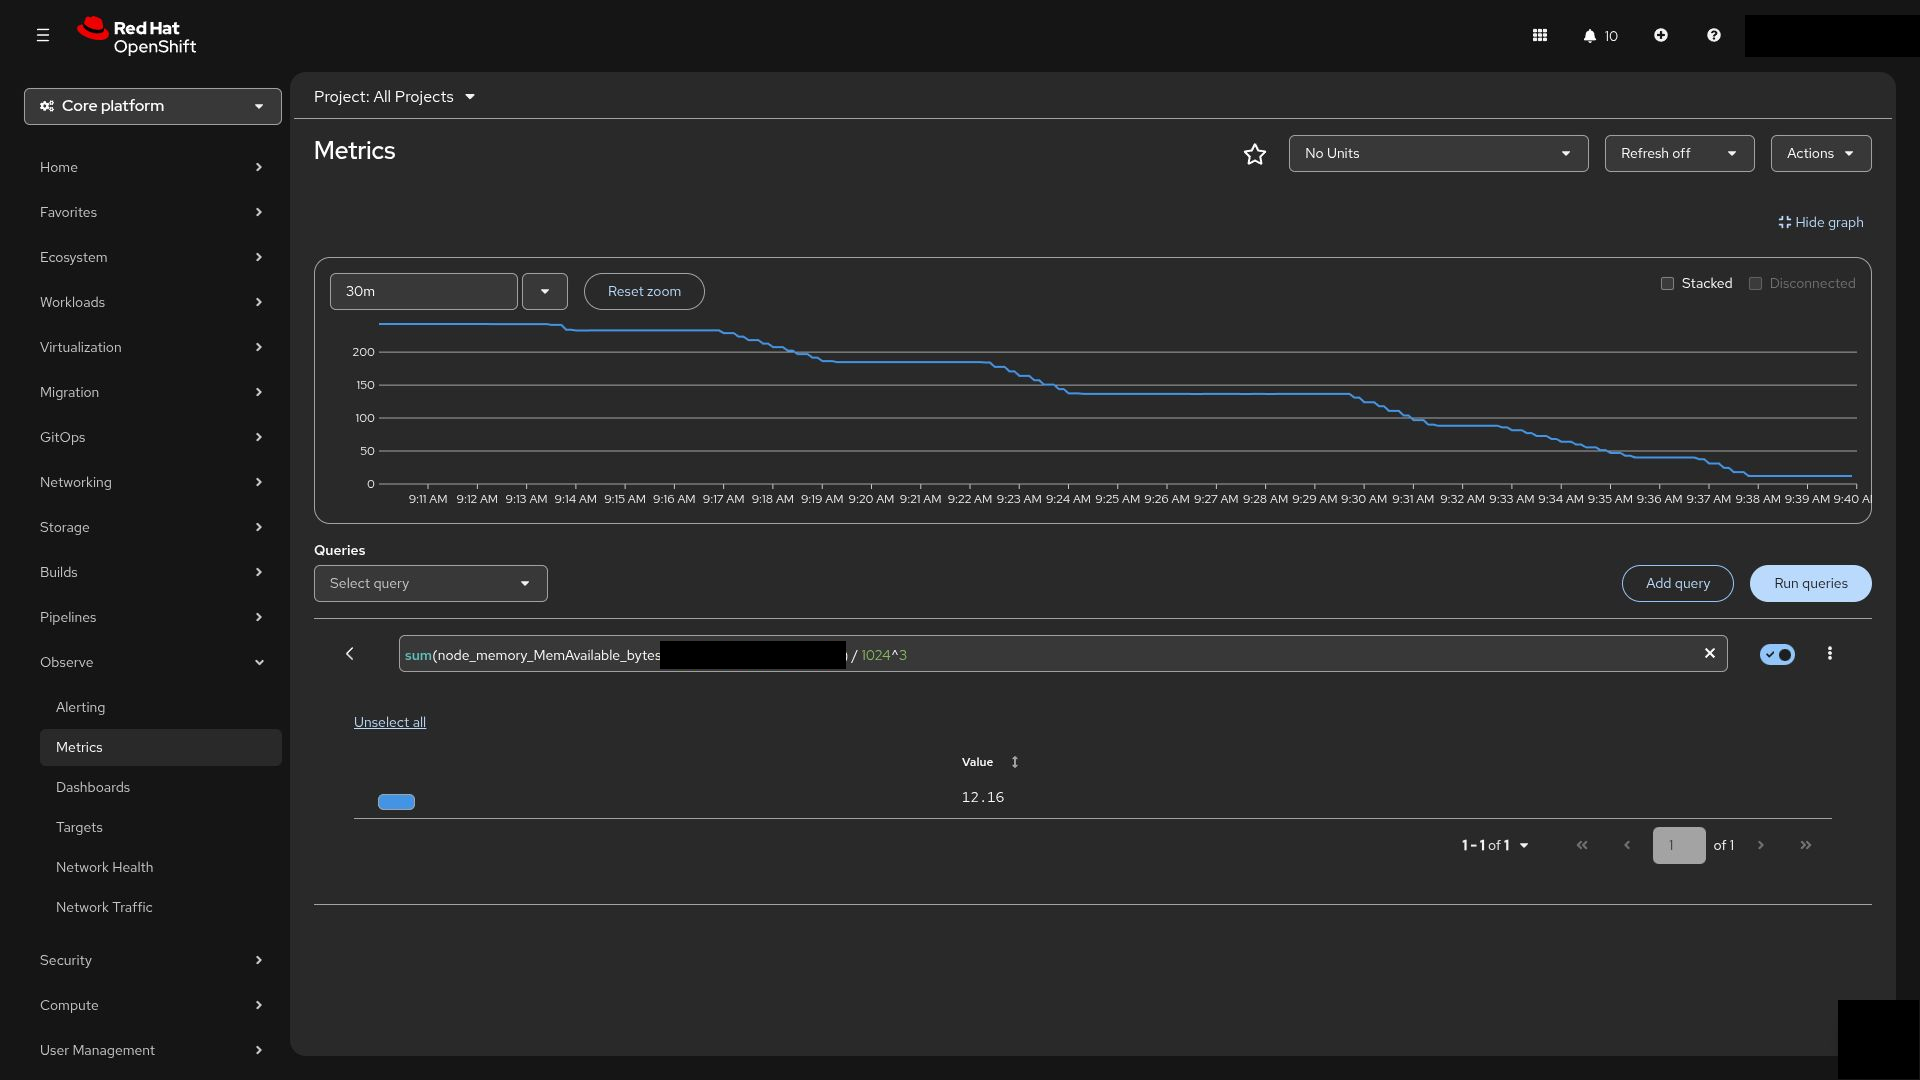 Red Hat
OpenShift
10
Core platform
Home
Favorites
Ecosystem
Workloads
Virtualization
Migration
GitOps
Networking
Storage
Builds
Pipelines
Observe
Alerting
Metrics
Dashboards
Targets
Network Health
Network Traffic
Security
Compute
User Management
Project: All Projects
Metrics
No Units
Refresh off
Actions
Hide graph
30m
Reset zoom
Stacked
Disconnected
200
150
100
50
0
9:11 AM 9:12 AM 9:13 AM 9:14 AM 9:15 AM 9:16 AM 9:17 AM 9:18 AM 9:19 AM 9:20 AM 9:21 AM 9:22 AM 9:23 AM 9:24 AM 9:25 AM 9:26 AM 9:27 AM 9:28 AM 9:29 AM 9:30 AM 9:31 AM 9:32 AM 9:33 AM 9:34 AM 9:35 AM 9:36 AM 9:37 AM 9:38 AM 9:39 AM 9:40 A
Queries
Select query
Add query
Run queries
sum(node_memory_MemAvailable_bytes ) / 1024^3
Unselect all
Value
12.16
1 - 1 of 1
1 of 1